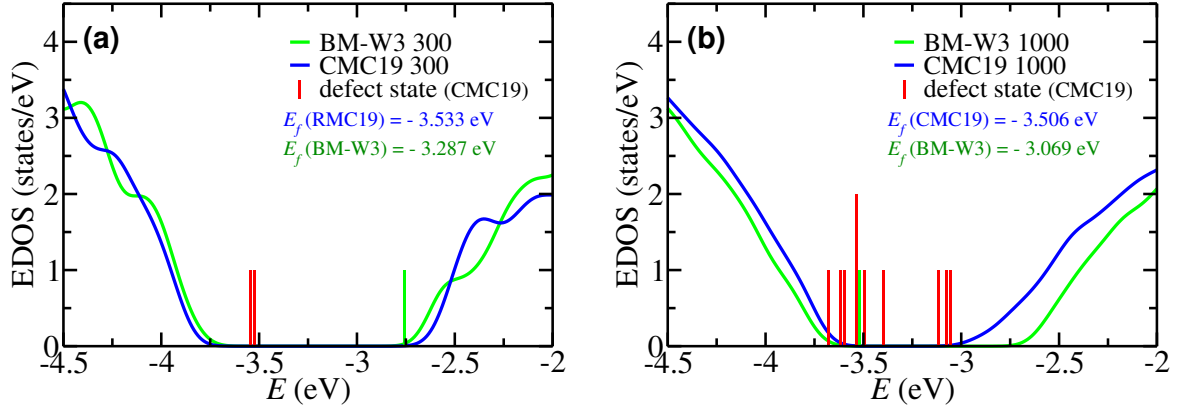 (a)
BM-W3 300
CMC19 300
defect state (CMC19)
E_f (RMC19) = - 3.533 eV
E_f (BM-W3) = - 3.287 eV
EDOS (states/eV)
4
3
2
1
0
-4.5 -4 -3.5 -3 -2.5 -2
E (eV)
(b)
BM-W3 1000
CMC19 1000
defect state (CMC19)
E_f (CMC19) = - 3.506 eV
E_f (BM-W3) = - 3.069 eV
EDOS (states/eV)
4
3
2
1
0
-4.5 -4 -3.5 -3 -2.5 -2
E (eV)